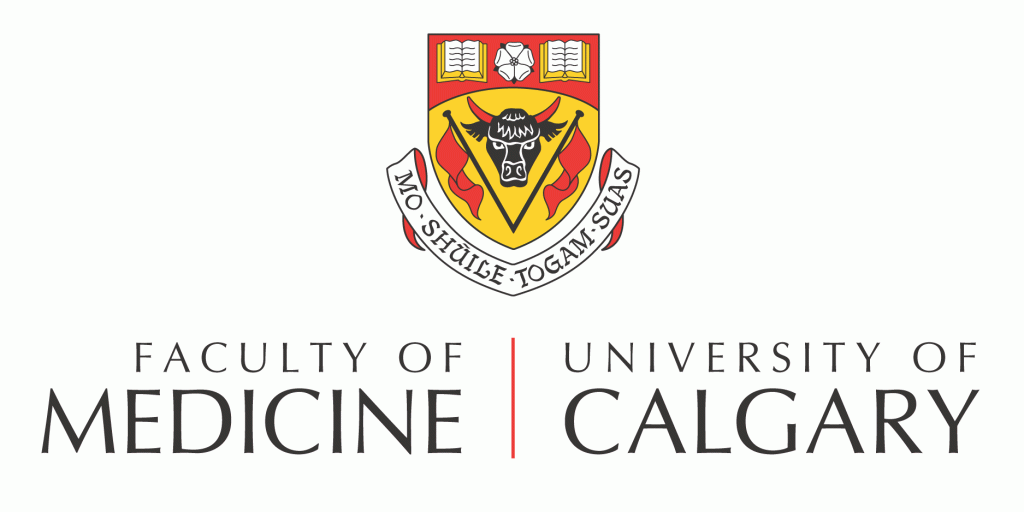 MO·SHÙILE·TOGAM·SUAS
FACULTY OF
MEDICINE
UNIVERSITY OF
CALGARY